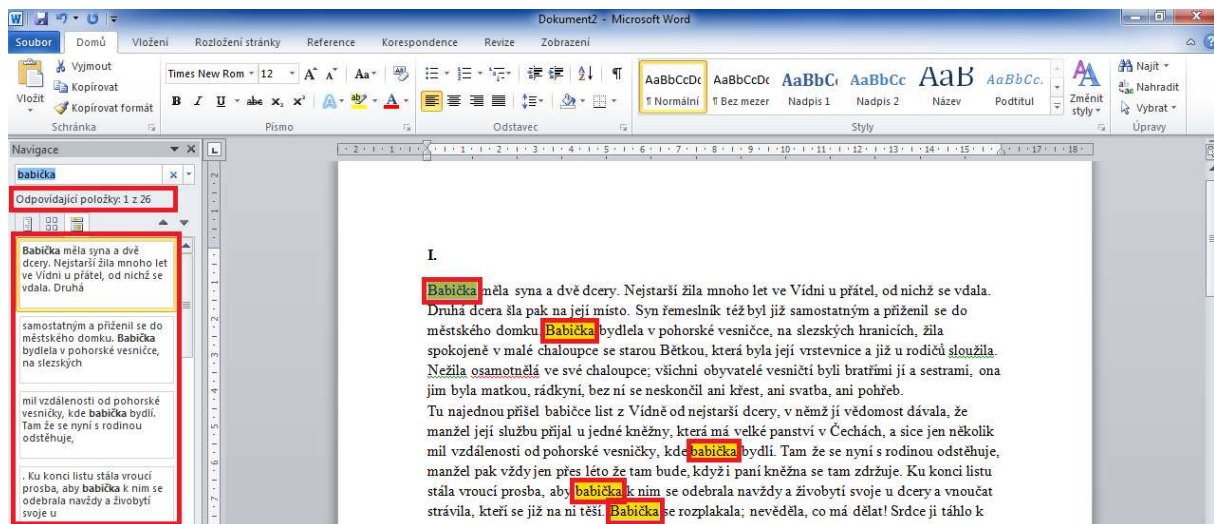 Dokument2 - Microsoft Word
Soubor Domů Vložení Rozložení stránky Reference Korespondence Revize Zobrazení
Vložit
Vyjmout
Kopírovat
Kopírovat formát
Schránka
Times New Rom 12
Písmo
Odstavec
AaBbCcDc AaBbCcDc AaBbC AaBbCc AaB AaBbCc.
¶ Normální ¶ Bez mezer Nadpis 1 Nadpis 2 Název Podtitul
Změnit styly
Styly
Najít
Nahradit
Vybrat
Úpravy
Navigace
babička
Odpovídající položky: 1 z 26
Babička měla syna a dvě
dcery. Nejstarší žila mnoho let
ve Vídni u přátel, od nichž se
vdala. Druhá
samostatným a přiženil se do
městského domku. Babička
bydlela v pohorské vesničce,
na slezských
mil vzdálenosti od pohorské
vesničky, kde babička bydlí.
Tam že se nyní s rodinou
odstěhuje,
. Ku konci listu stála vroucí
prosba, aby babička k nim se
odebrala navždy a živobytí
svoje u
I.
Babička měla syna a dvě dcery. Nejstarší žila mnoho let ve Vídni u přátel, od nichž se vdala.
Druhá dcera šla pak na její místo. Syn řemeslník též byl již samostatným a přiženil se do
městského domku. Babička bydlela v pohorské vesničce, na slezských hranicích, žila
spokojeně v malé chaloupce se starou Bětkou, která byla její vrstevnice a již u rodičů sloužila.
Nežila osamotnělá ve své chaloupce; všichni obyvatelé vesničtí byli bratřími jí a sestrami, ona
jim byla matkou, rádkyní, bez ní se neskončil ani křest, ani svatba, ani pohřeb.
Tu najednou přišel babičce list z Vídně od nejstarší dcery, v němž jí vědomost dávala, že
manžel její službu přijal u jedné kněžny, která má velké panství v Čechách, a sice jen několik
mil vzdálenosti od pohorské vesničky, kde babička bydlí. Tam že se nyní s rodinou odstěhuje,
manžel pak vždy jen přes léto že tam bude, když i paní kněžna se tam zdržuje. Ku konci listu
stála vroucí prosba, aby babička k nim se odebrala navždy a živobytí svoje u dcery a vnoučat
strávila, kteří se již na ni těší. Babička se rozplakala; nevěděla, co má dělat! Srdce ji táhlo k